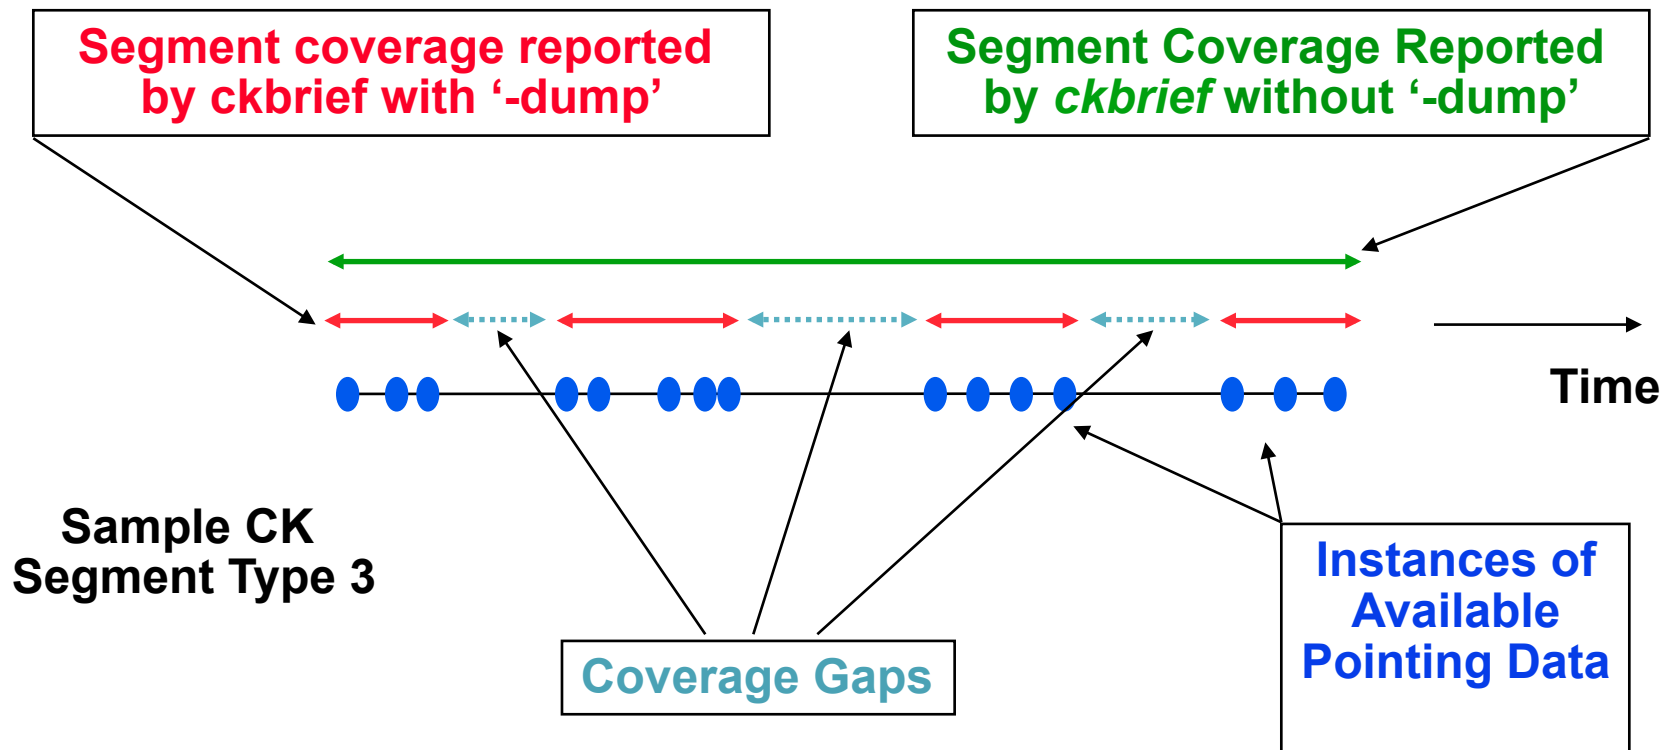 Segment coverage reported
by ckbrief with ‘-dump’
Segment Coverage Reported
by ckbrief without ‘-dump’
Time
Sample CK
Segment Type 3
Coverage Gaps
Instances of
Available
Pointing Data